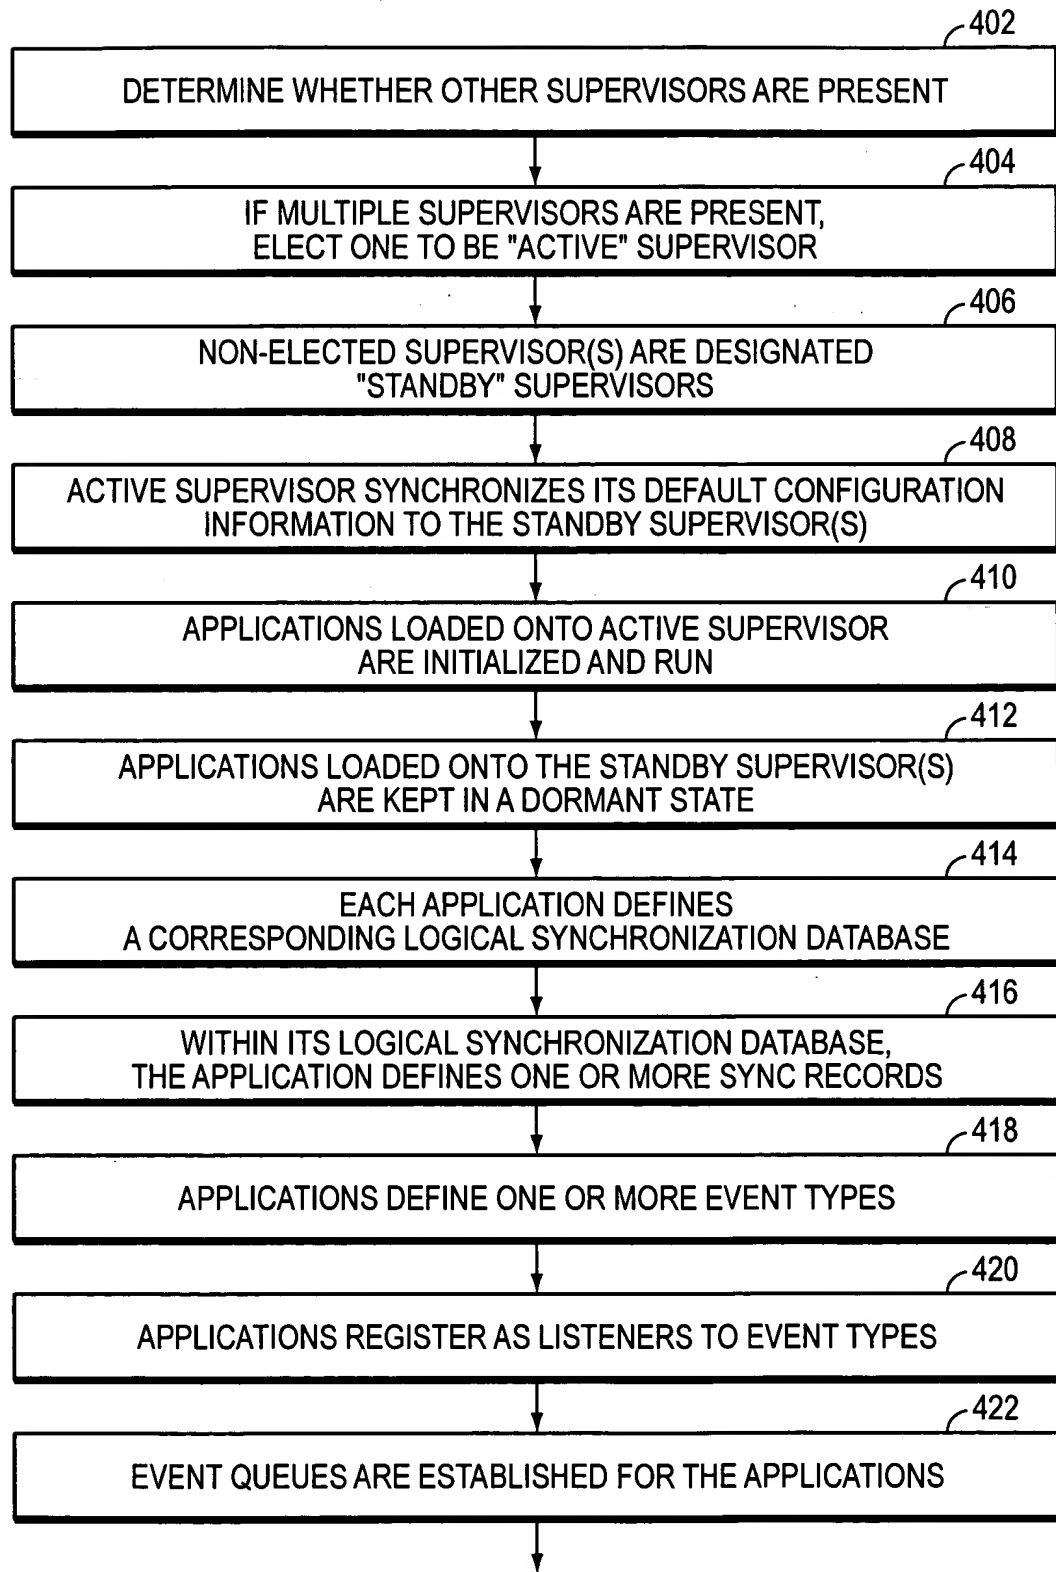 402
DETERMINE WHETHER OTHER SUPERVISORS ARE PRESENT
404
IF MULTIPLE SUPERVISORS ARE PRESENT,
ELECT ONE TO BE "ACTIVE" SUPERVISOR
406
NON-ELECTED SUPERVISOR(S) ARE DESIGNATED
"STANDBY" SUPERVISORS
408
ACTIVE SUPERVISOR SYNCHRONIZES ITS DEFAULT CONFIGURATION
INFORMATION TO THE STANDBY SUPERVISOR(S)
410
APPLICATIONS LOADED ONTO ACTIVE SUPERVISOR
ARE INITIALIZED AND RUN
412
APPLICATIONS LOADED ONTO THE STANDBY SUPERVISOR(S)
ARE KEPT IN A DORMANT STATE
414
EACH APPLICATION DEFINES
A CORRESPONDING LOGICAL SYNCHRONIZATION DATABASE
416
WITHIN ITS LOGICAL SYNCHRONIZATION DATABASE,
THE APPLICATION DEFINES ONE OR MORE SYNC RECORDS
418
APPLICATIONS DEFINE ONE OR MORE EVENT TYPES
420
APPLICATIONS REGISTER AS LISTENERS TO EVENT TYPES
422
EVENT QUEUES ARE ESTABLISHED FOR THE APPLICATIONS